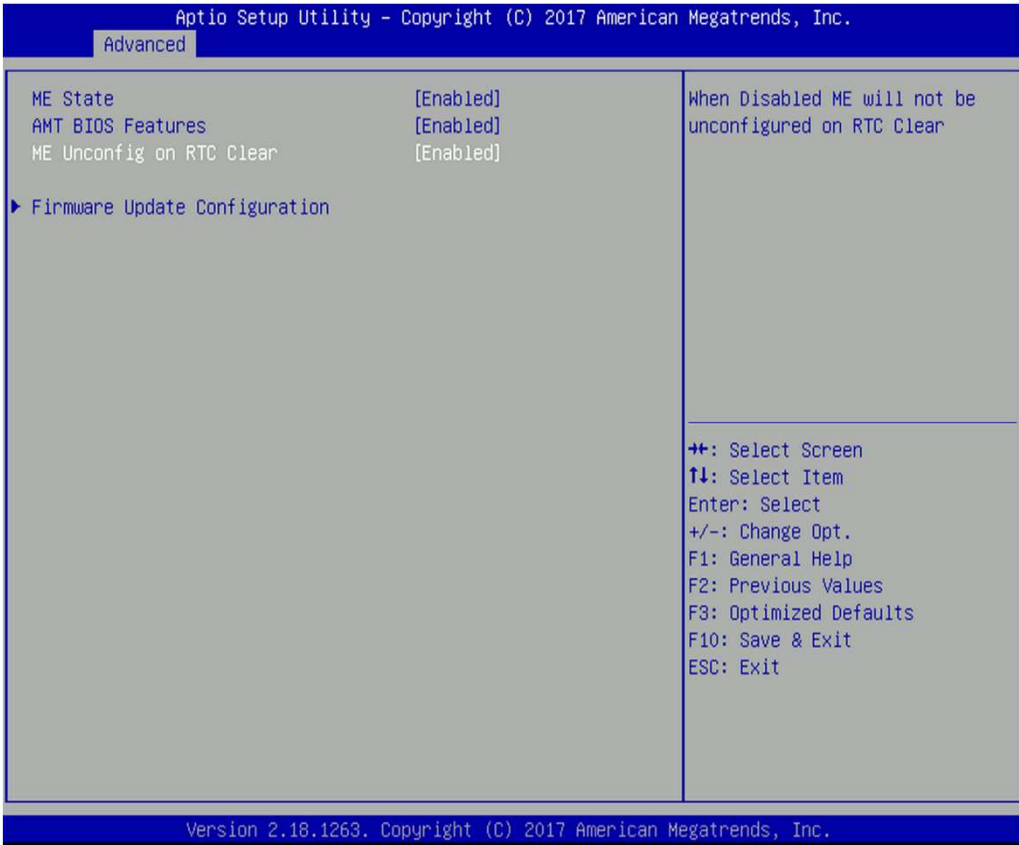 Aptio Setup Utility – Copyright (C) 2017 American Megatrends, Inc.
Advanced
ME State [Enabled]
AMT BIOS Features [Enabled]
ME Unconfig on RTC Clear [Enabled]
▶ Firmware Update Configuration
When Disabled ME will not be
unconfigured on RTC Clear
→←: Select Screen
↑↓: Select Item
Enter: Select
+/-: Change Opt.
F1: General Help
F2: Previous Values
F3: Optimized Defaults
F10: Save & Exit
ESC: Exit
Version 2.18.1263. Copyright (C) 2017 American Megatrends, Inc.